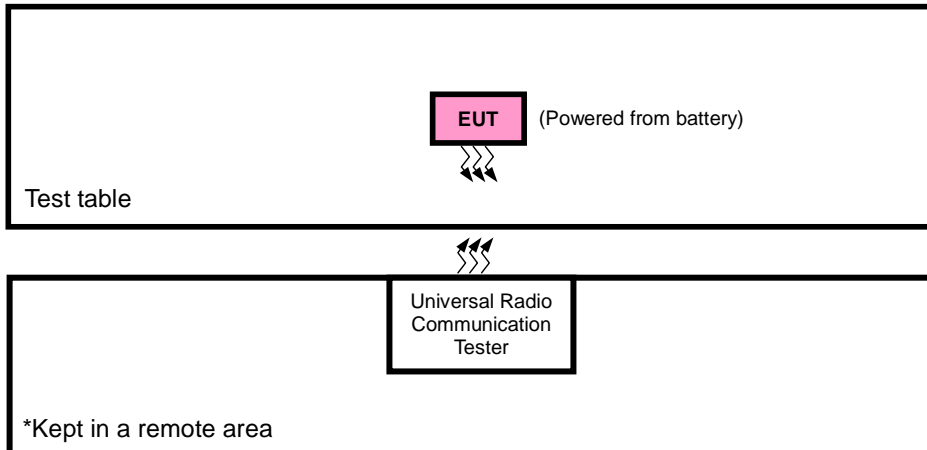 EUT
(Powered from battery)
Test table
Universal Radio
Communication
Tester
*Kept in a remote area